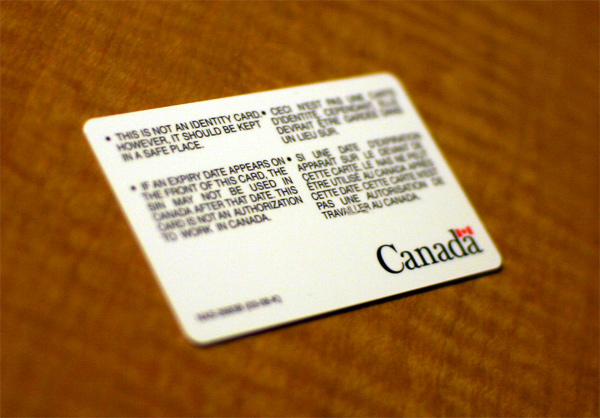 • THIS IS NOT AN IDENTITY CARD.
HOWEVER, IT SHOULD BE KEPT
IN A SAFE PLACE.
• IF AN EXPIRY DATE APPEARS ON
THE FRONT OF THIS CARD, THE
SIN MAY NOT BE USED IN
CANADA AFTER THAT DATE. THIS
CARD IS NOT AN AUTHORIZATION
TO WORK IN CANADA.
• CECI N'EST PAS UNE CARTE
D'IDENTITÉ. CEPENDANT, ELLE
DEVRAIT ÊTRE GARDÉE DANS
UN LIEU SÛR.
• SI UNE DATE D'EXPIRATION
APPARAÎT SUR LE DEVANT DE
CETTE CARTE, LE NAS NE PEUT
ÊTRE UTILISÉ AU CANADA APRÈS
CETTE DATE. CETTE CARTE N'EST
PAS UNE AUTORISATION DE
TRAVAILLER AU CANADA.
Canada